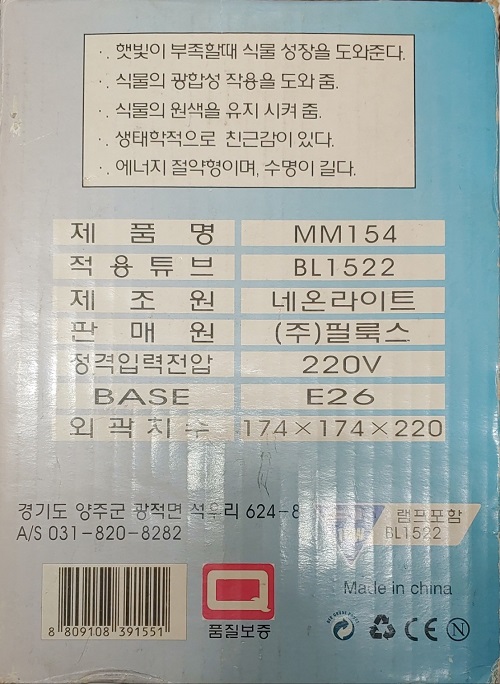 ·. 햇빛이 부족할때 식물 성장을 도와준다.
·. 식물의 광합성 작용을 도와 줌.
·. 식물의 원색을 유지 시켜 줌.
·. 생태학적으로 친근감이 있다.
·. 에너지 절약형이며, 수명이 길다.
제 품 명 MM154
적용튜브 BL1522
제 조 원 네온라이트
판 매 원 (주)필룩스
정격입력전압 220V
BASE E26
외곽치수 174×174×220
경기도 양주군 광적면 석우리 624-8
A/S 031-820-8282
램프포함
BL1522
8 809108 391551
Q
품질보증
Made in china
CE N